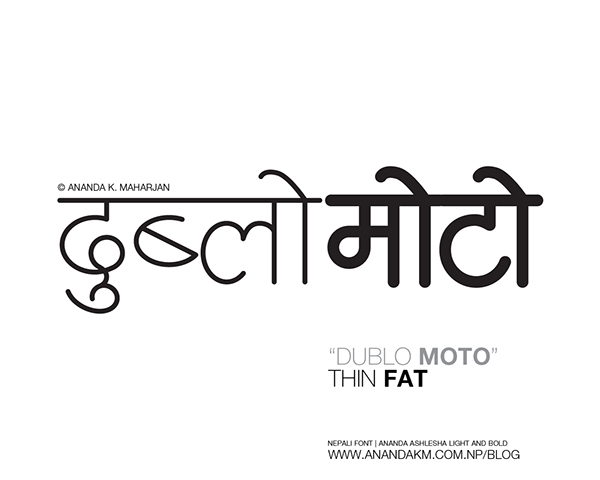 © ANANDA K. MAHARJAN
दुब्लो मोटो
“DUBLO MOTO”
THIN FAT
NEPALI FONT | ANANDA ASHLESHA LIGHT AND BOLD
WWW.ANANDAKM.COM.NP/BLOG